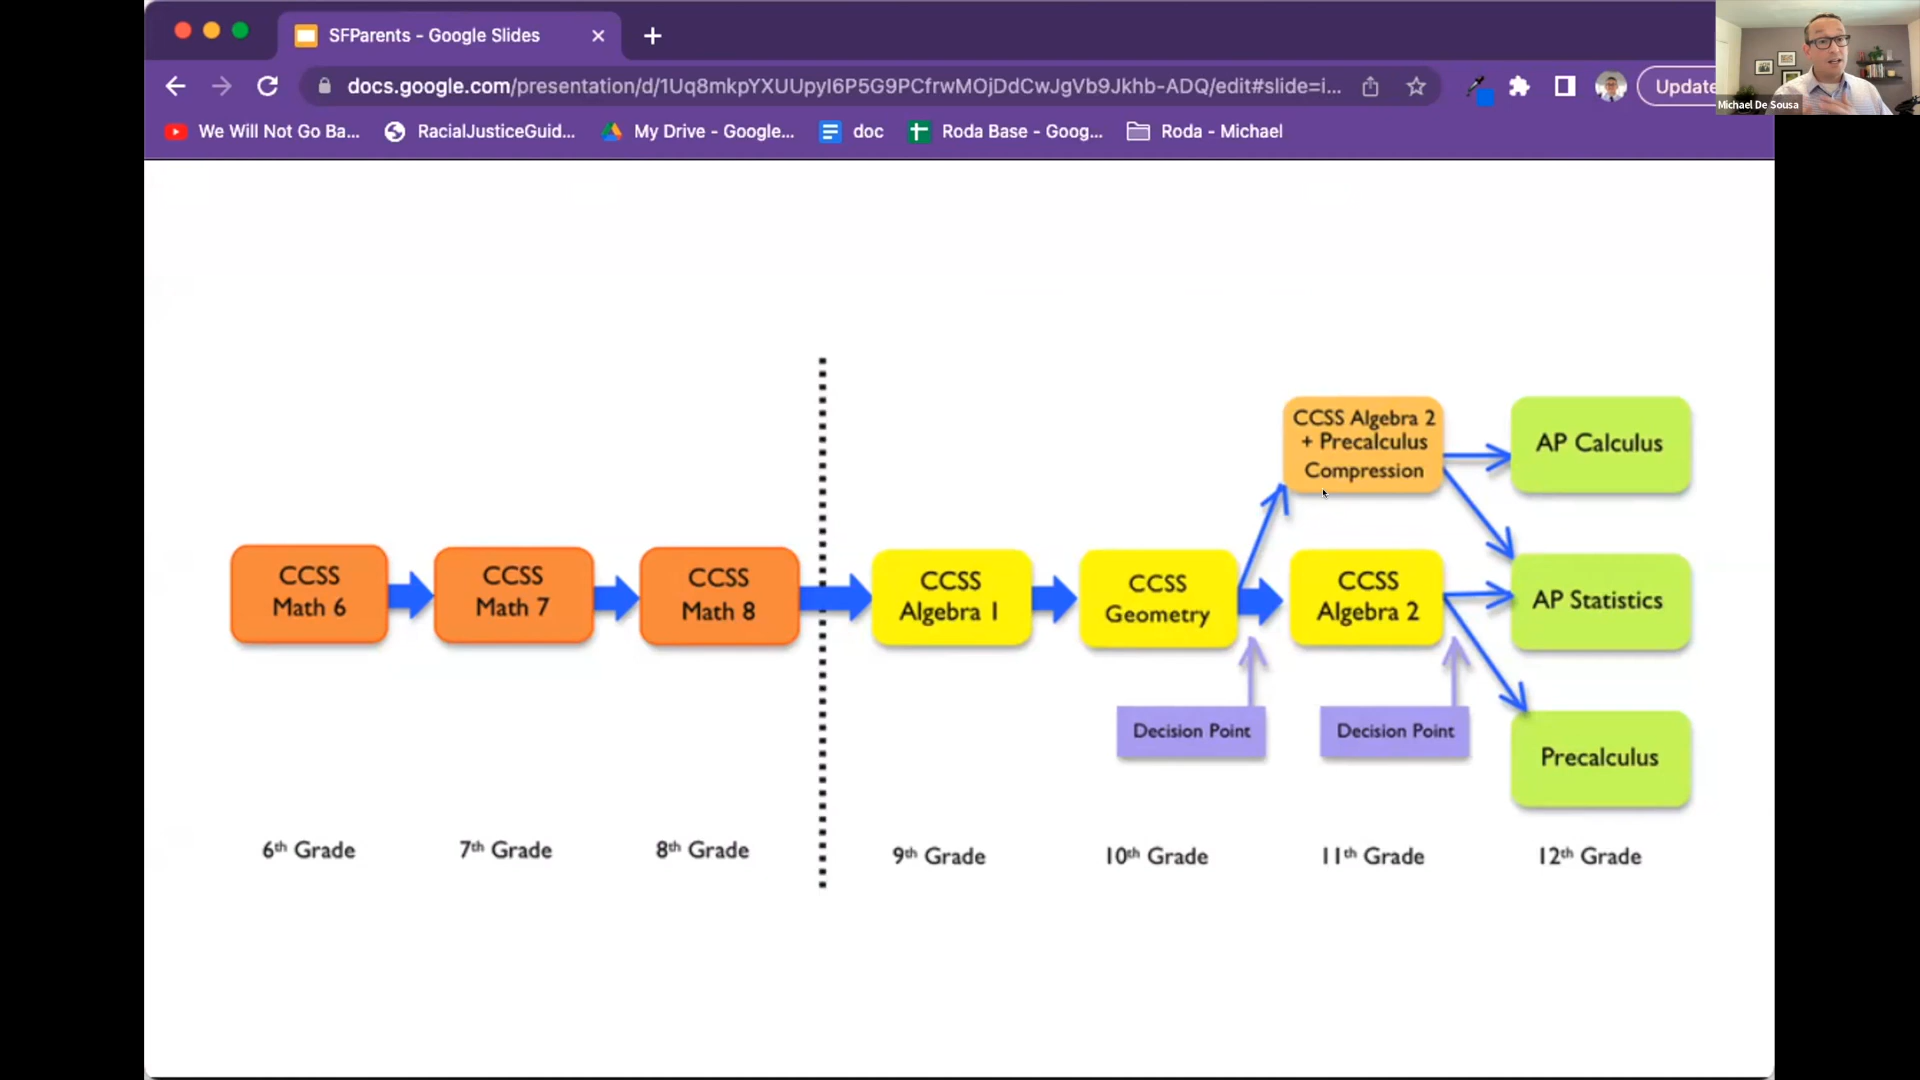 SFParents - Google Slides
docs.google.com/presentation/d/1Uq8mkpYXUUpyI6P5G9PCfrwMOjDdCwJgVb9Jkhb-ADQ/edit#slide=i...
Update
Michael De Sousa
We Will Not Go Ba...
RacialJusticeGuid...
My Drive - Google...
doc
Roda Base - Goog...
Roda - Michael
CCSS Algebra 2
+ Precalculus
Compression
AP Calculus
CCSS
Math 6
CCSS
Math 7
CCSS
Math 8
CCSS
Algebra 1
CCSS
Geometry
CCSS
Algebra 2
AP Statistics
Decision Point
Decision Point
Precalculus
6th Grade
7th Grade
8th Grade
9th Grade
10th Grade
11th Grade
12th Grade